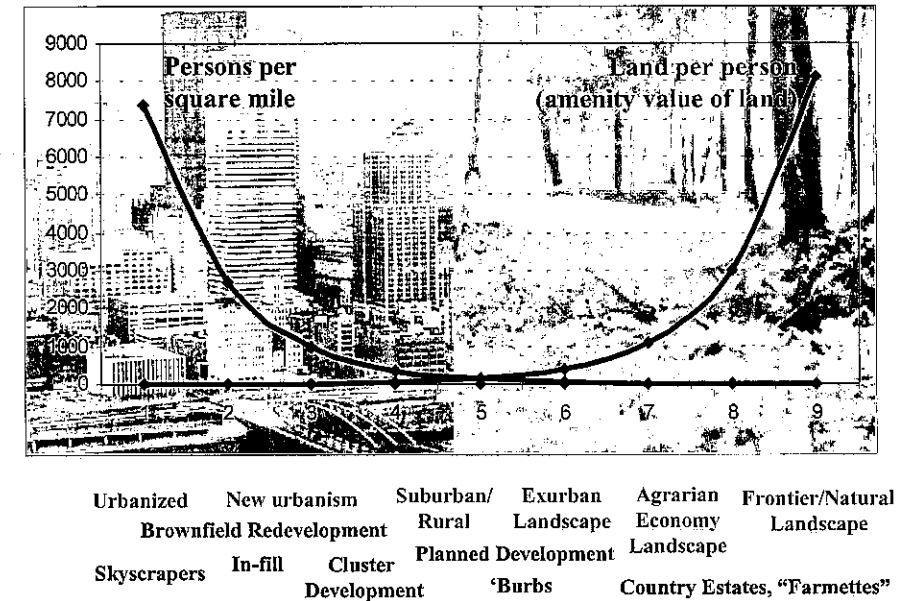 9000
8000
7000
6000
5000
4000
3000
2000
1000
0
Persons per
square mile
Land per person
(amenity value of land)
2 3 4 5 6 7 8 9
Urbanized New urbanism Suburban/ Rural Exurban Landscape Agrarian Economy Landscape Frontier/Natural Landscape
Brownfield Redevelopment
Skyscrapers In-fill Cluster Development Planned Development 'Burbs Country Estates, "Farmettes"